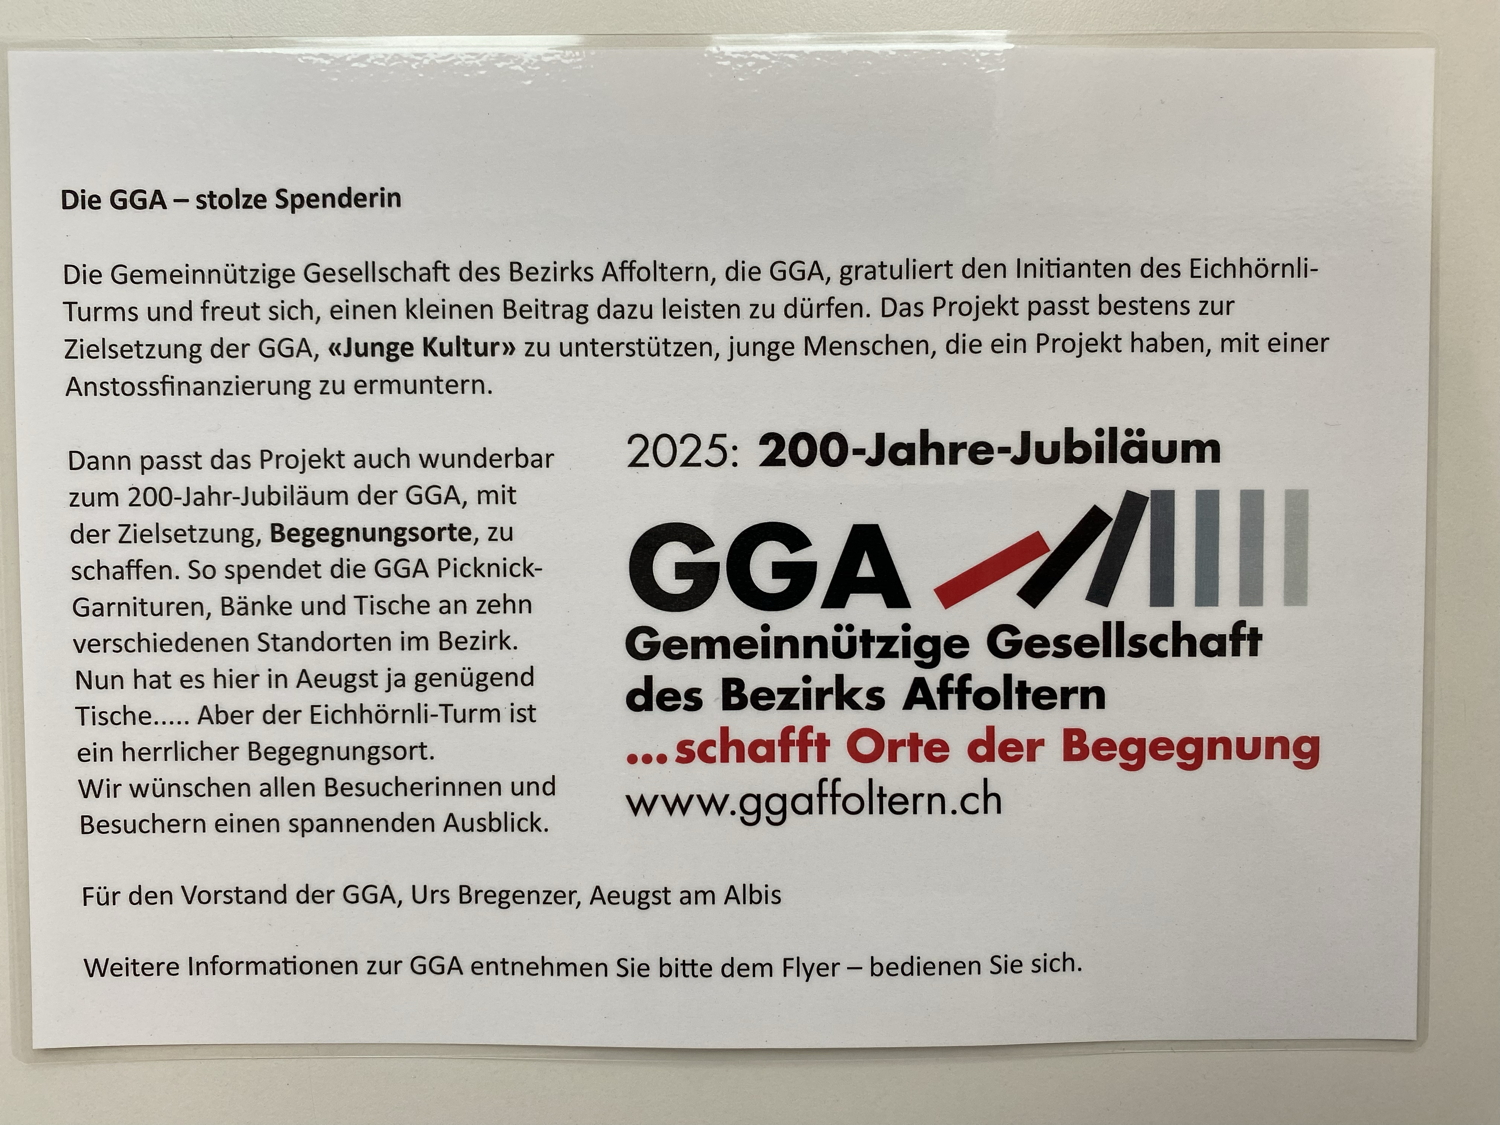 Die GGA – stolze Spenderin
Die Gemeinnützige Gesellschaft des Bezirks Affoltern, die GGA, gratuliert den Initianten des Eichhörnli-
Turms und freut sich, einen kleinen Beitrag dazu leisten zu dürfen. Das Projekt passt bestens zur
Zielsetzung der GGA, «Junge Kultur» zu unterstützen, junge Menschen, die ein Projekt haben, mit einer
Anstossfinanzierung zu ermuntern.
Dann passt das Projekt auch wunderbar
zum 200-Jahr-Jubiläum der GGA, mit
der Zielsetzung, Begegnungsorte, zu
schaffen. So spendet die GGA Picknick-
Garnituren, Bänke und Tische an zehn
verschiedenen Standorten im Bezirk.
Nun hat es hier in Aeugst ja genügend
Tische..... Aber der Eichhörnli-Turm ist
ein herrlicher Begegnungsort.
Wir wünschen allen Besucherinnen und
Besuchern einen spannenden Ausblick.
2025: 200-Jahre-Jubiläum
GGA
Gemeinnützige Gesellschaft
des Bezirks Affoltern
...schafft Orte der Begegnung
www.ggaffoltern.ch
Für den Vorstand der GGA, Urs Bregenzer, Aeugst am Albis
Weitere Informationen zur GGA entnehmen Sie bitte dem Flyer – bedienen Sie sich.